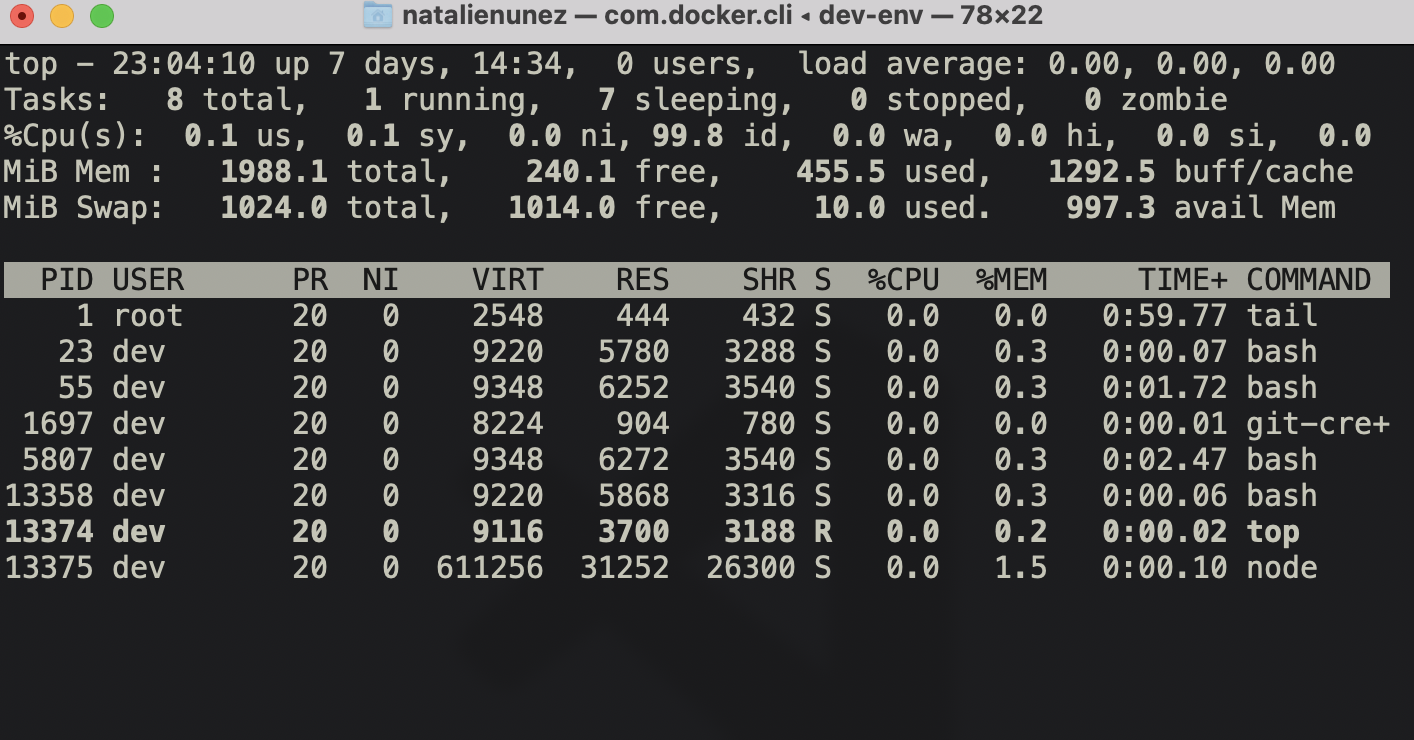 natalienunez — com.docker.cli ◂ dev-env — 78×22
top - 23:04:10 up 7 days, 14:34,  0 users,  load average: 0.00, 0.00, 0.00
Tasks:   8 total,   1 running,   7 sleeping,   0 stopped,   0 zombie
%Cpu(s):  0.1 us,  0.1 sy,  0.0 ni, 99.8 id,  0.0 wa,  0.0 hi,  0.0 si,  0.0
MiB Mem :   1988.1 total,    240.1 free,    455.5 used,   1292.5 buff/cache
MiB Swap:   1024.0 total,   1014.0 free,     10.0 used.    997.3 avail Mem
  PID USER      PR  NI    VIRT    RES    SHR S  %CPU  %MEM     TIME+ COMMAND
    1 root      20   0    2548    444    432 S   0.0   0.0   0:59.77 tail
   23 dev       20   0    9220   5780   3288 S   0.0   0.3   0:00.07 bash
   55 dev       20   0    9348   6252   3540 S   0.0   0.3   0:01.72 bash
 1697 dev       20   0    8224    904    780 S   0.0   0.0   0:00.01 git-cre+
 5807 dev       20   0    9348   6272   3540 S   0.0   0.3   0:02.47 bash
13358 dev       20   0    9220   5868   3316 S   0.0   0.3   0:00.06 bash
13374 dev       20   0    9116   3700   3188 R   0.0   0.2   0:00.02 top
13375 dev       20   0  611256  31252  26300 S   0.0   1.5   0:00.10 node